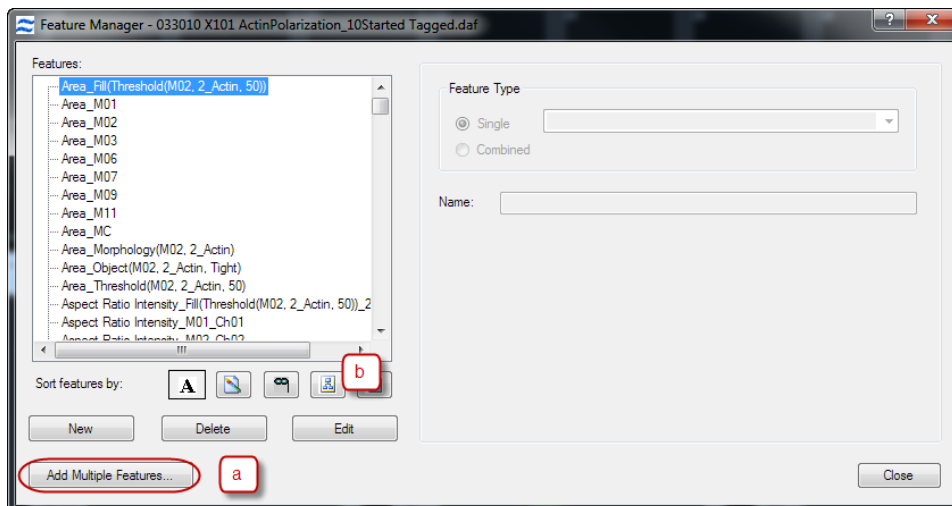 Feature Manager - 033010 X101 ActinPolarization_10Started Tagged.daf
Features:
Area_Fill(Threshold(M02, 2_Actin, 50))
Area_M01
Area_M02
Area_M03
Area_M06
Area_M07
Area_M09
Area_M11
Area_MC
Area_Morphology(M02, 2_Actin)
Area_Object(M02, 2_Actin, Tight)
Area_Threshold(M02, 2_Actin, 50)
Aspect Ratio Intensity_Fill(Threshold(M02, 2_Actin, 50))_2
Aspect Ratio Intensity_M01_Ch01
Aspect Ratio Intensity_M02_Ch02
Feature Type
Single
Combined
Name:
Sort features by:
A
b
New
Delete
Edit
Add Multiple Features...
a
Close